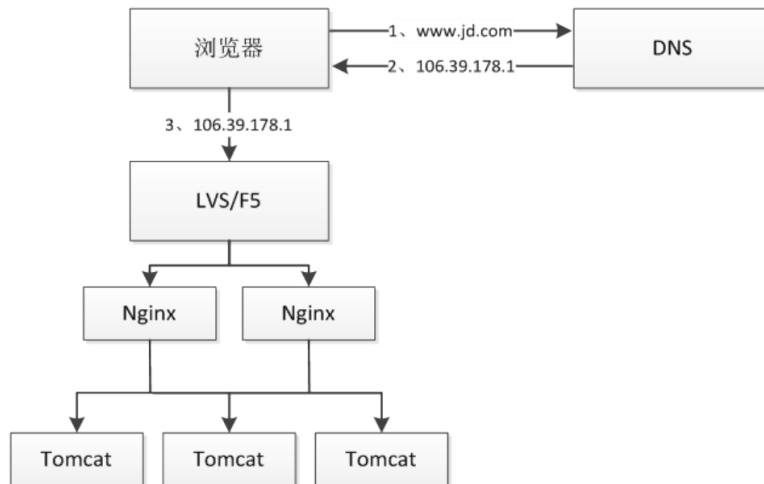 浏览器
1、www.jd.com
DNS
2、106.39.178.1
3、106.39.178.1
LVS/F5
Nginx
Nginx
Tomcat
Tomcat
Tomcat